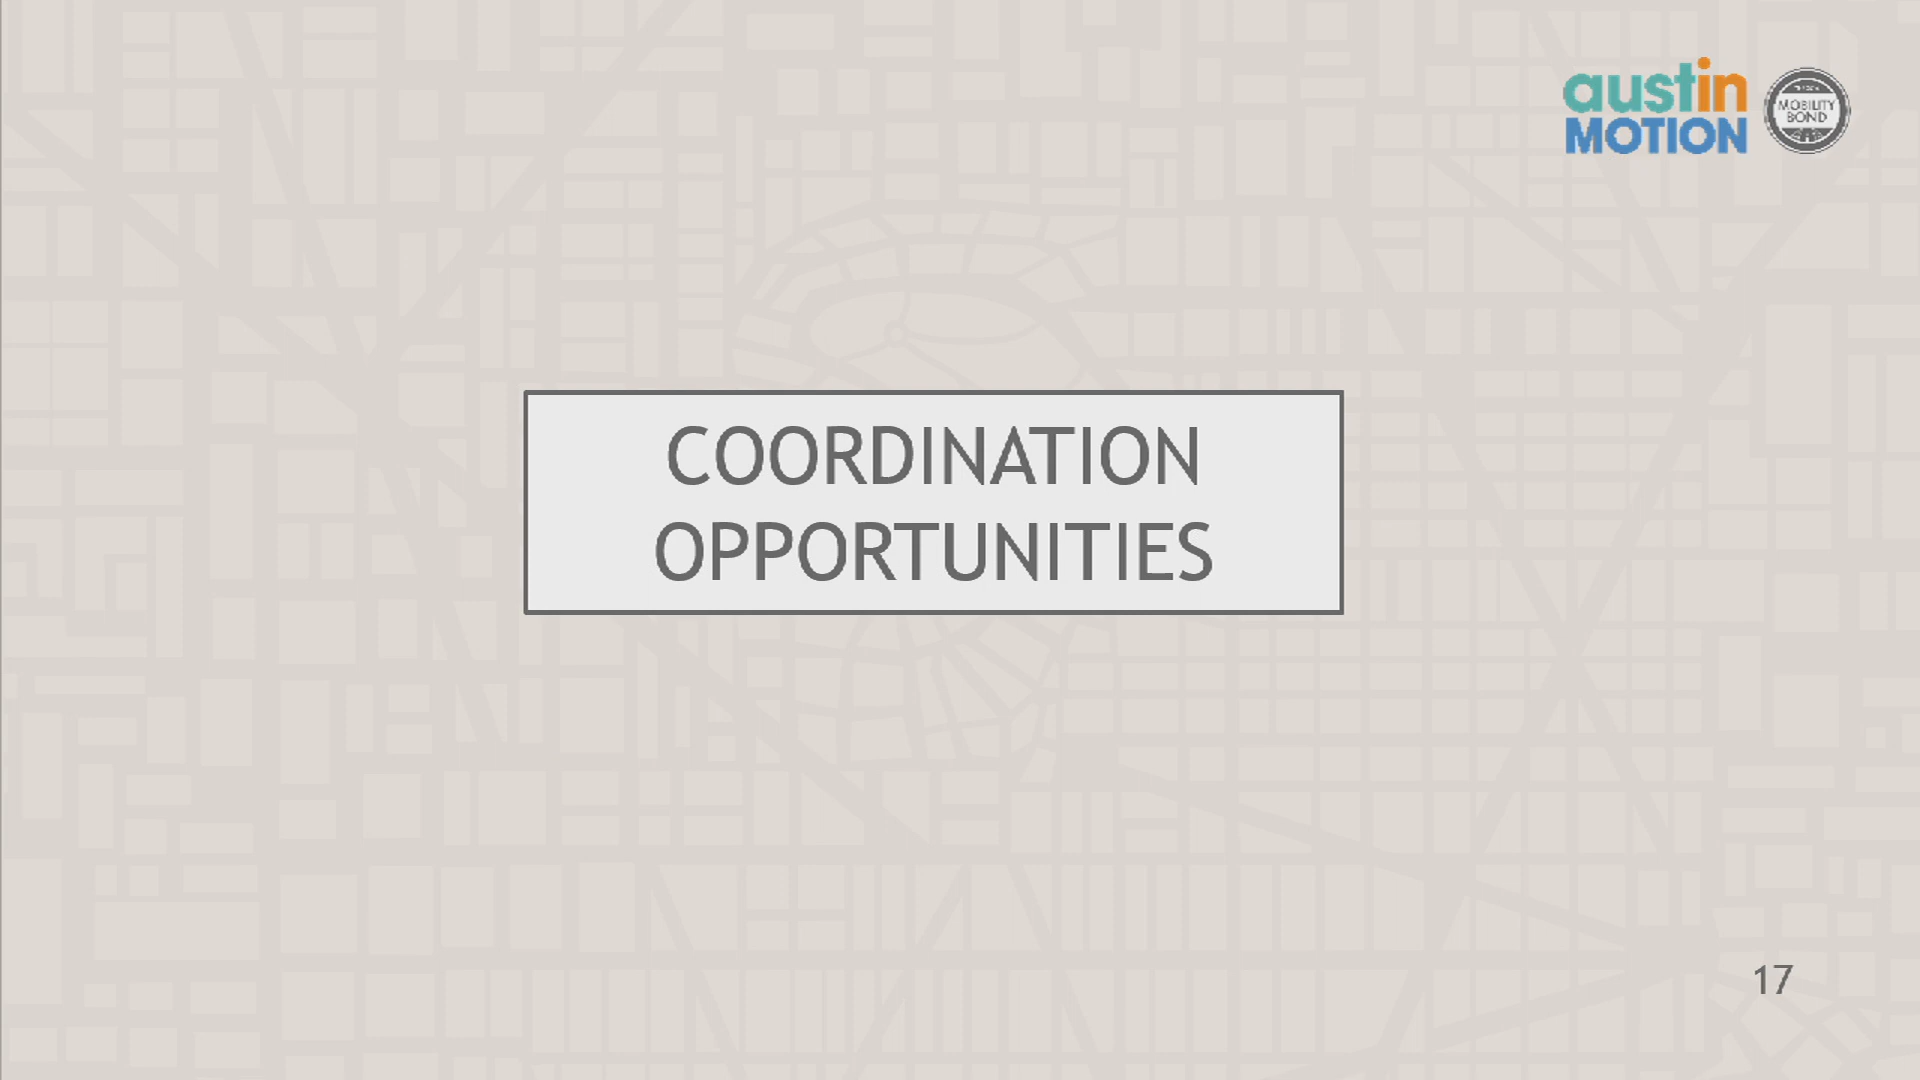 austin
MOTION
MOBILITY
BOND
COORDINATION
OPPORTUNITIES
17